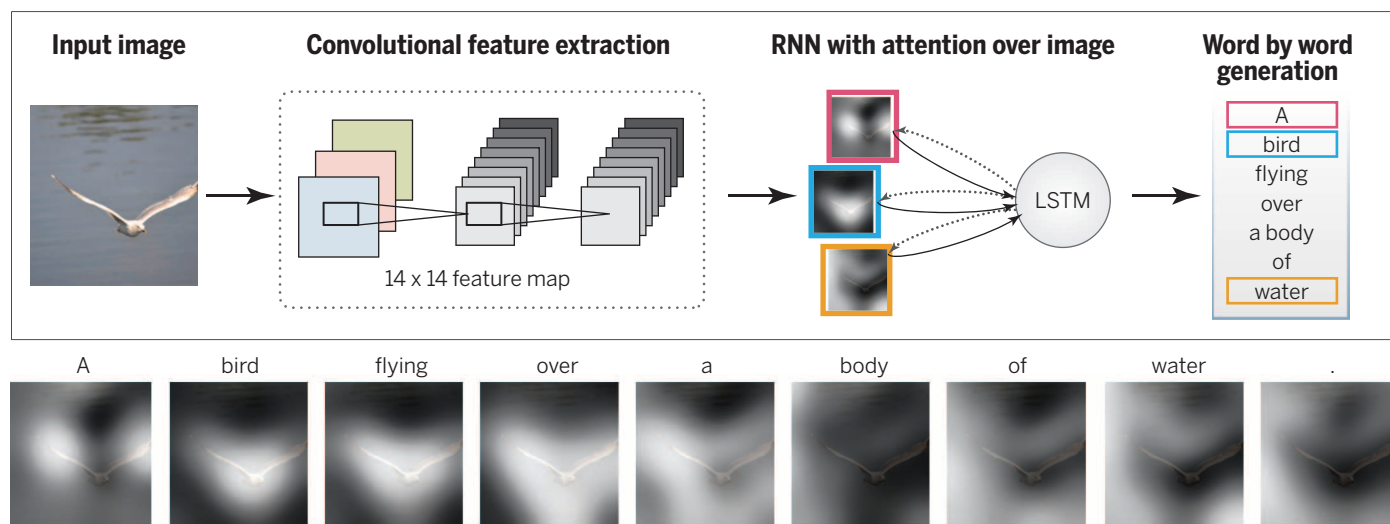 Input image
Convolutional feature extraction
RNN with attention over image
Word by word
generation
14 x 14 feature map
LSTM
A
bird
flying
over
a body
of
water
A bird flying over a body of water .